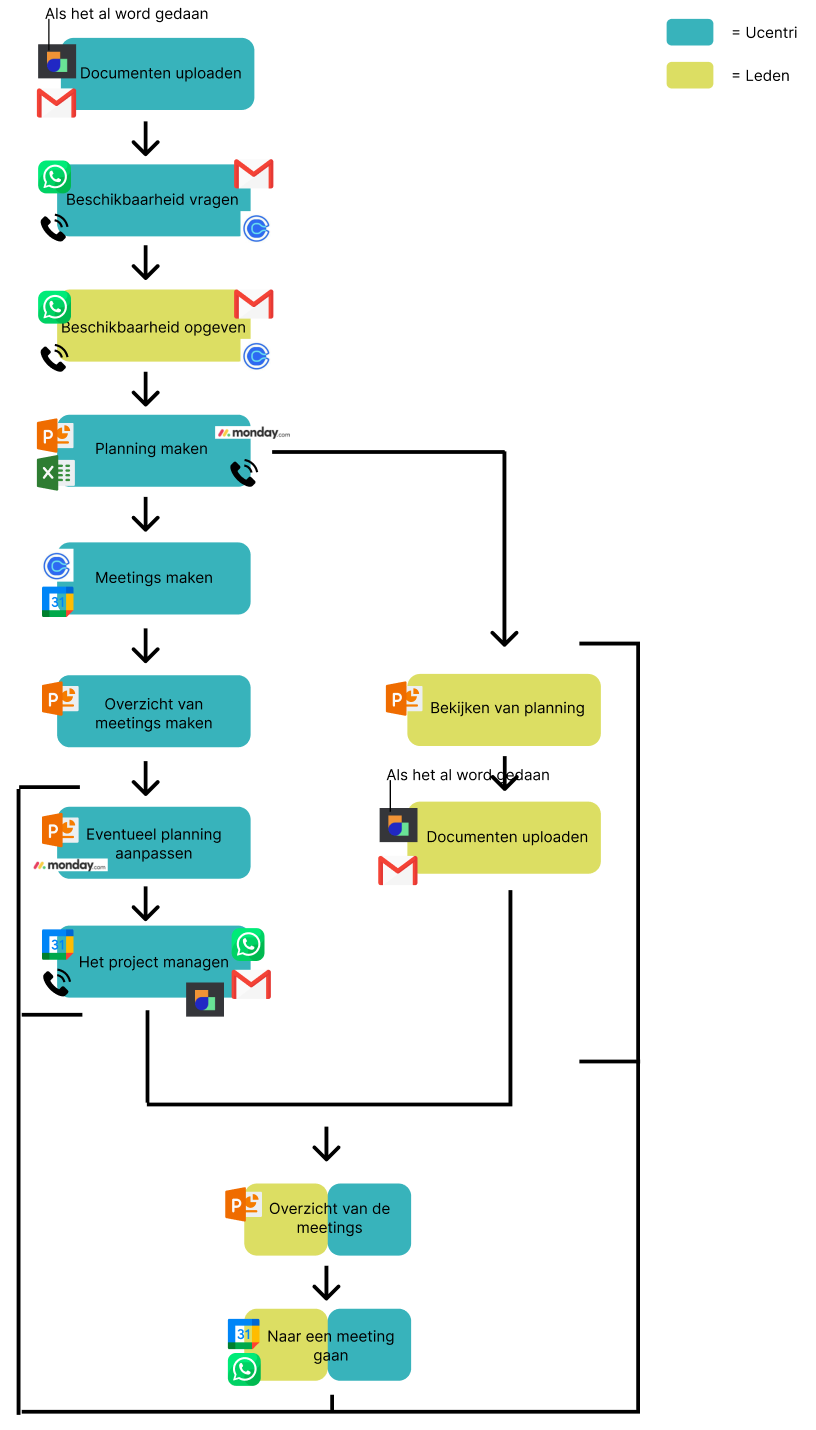 Als het al word gedaan
= Ucentri
Documenten uploaden
= Leden
Beschikbaarheid vragen
Beschikbaarheid opgeven
P
monday.com
Planning maken
X
Meetings maken
31
P
Overzicht van
meetings maken
P
Bekijken van planning
Als het al word gedaan
P
Eventueel planning
aanpassen
monday.com
Documenten uploaden
31
Het project managen
P
Overzicht van de
meetings
31
Naar een meeting
gaan